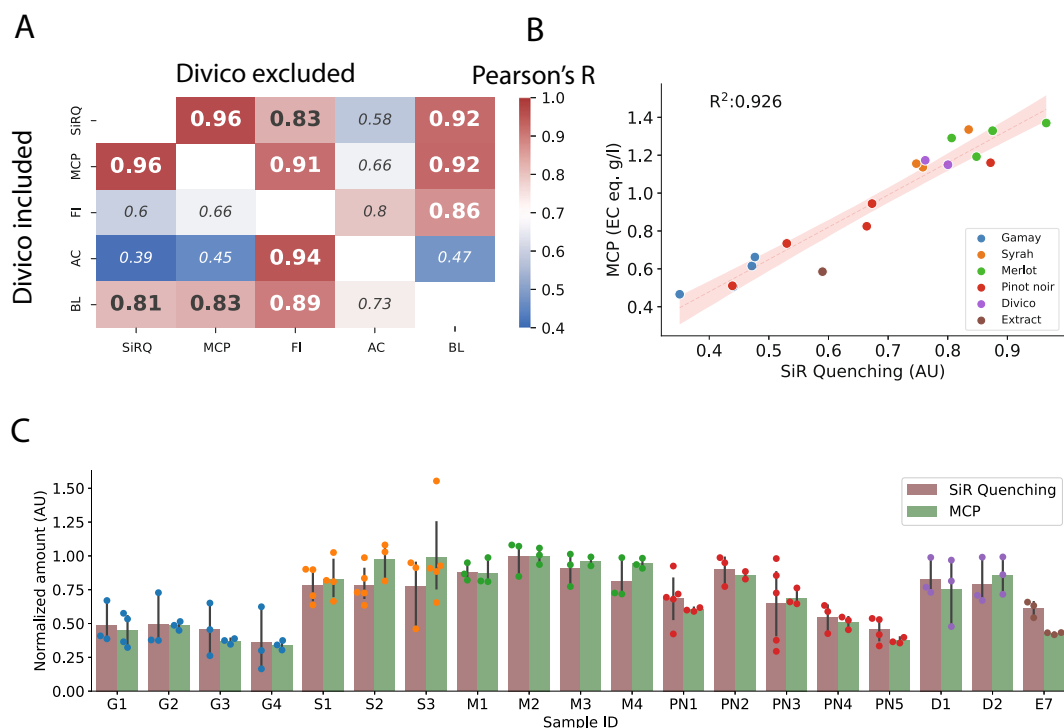 A
Divico excluded
Pearson's R
Divico included
SiRQ
MCP
FI
AC
BL
0.96
0.83
0.58
0.92
0.96
0.91
0.66
0.92
0.6
0.66
0.8
0.86
0.39
0.45
0.94
0.47
0.81
0.83
0.89
0.73
SiRQ
MCP
FI
AC
BL
1.0
0.9
0.8
0.7
0.6
0.5
0.4
B
R²:0.926
MCP (EC eq. g/l)
1.4
1.2
1.0
0.8
0.6
0.4
0.4
0.5
0.6
0.7
0.8
0.9
SiR Quenching (AU)
Gamay
Syrah
Merlot
Pinot noir
Divico
Extract
C
Normalized amount (AU)
1.50
1.25
1.00
0.75
0.50
0.25
0.00
SiR Quenching
MCP
G1
G2
G3
G4
S1
S2
S3
M1
M2
M3
M4
PN1
PN2
PN3
PN4
PN5
D1
D2
E7
Sample ID